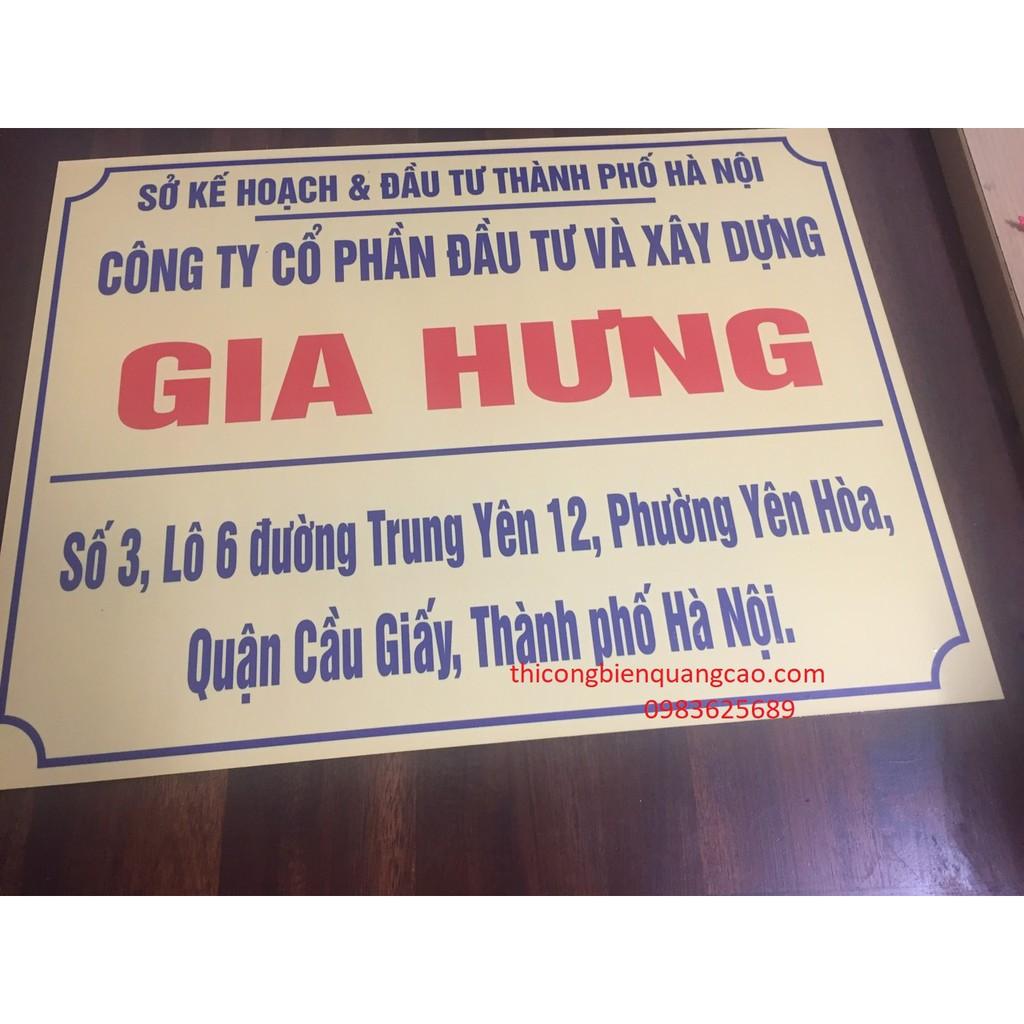 SỞ KẾ HOẠCH & ĐẦU TƯ THÀNH PHỐ HÀ NỘI
CÔNG TY CỔ PHẦN ĐẦU TƯ VÀ XÂY DỰNG
GIA HƯNG
Số 3, Lô 6 đường Trung Yên 12, Phường Yên Hòa,
Quận Cầu Giấy, Thành phố Hà Nội.
thicongbienquangcao.com
0983625689